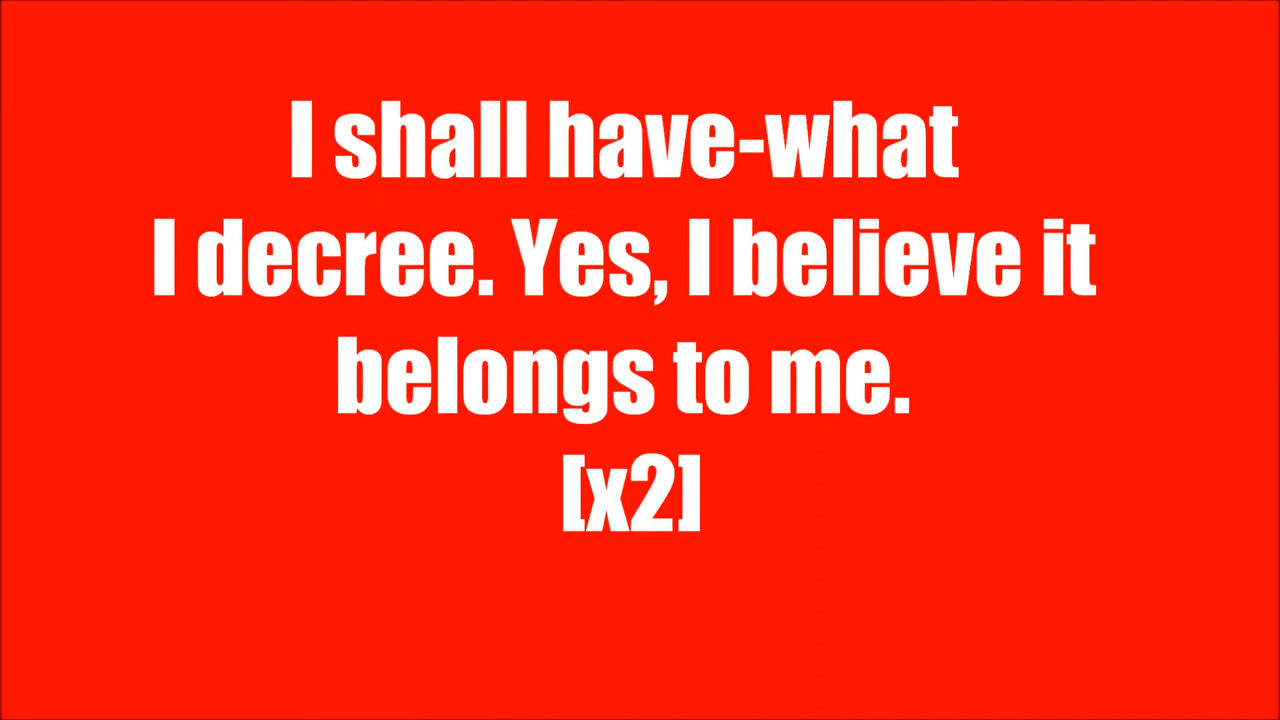 I shall have-what
I decree. Yes, I believe it
belongs to me.
[x2]